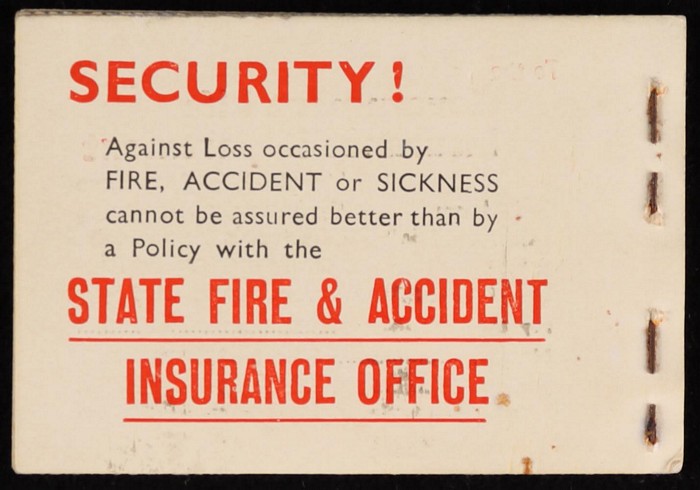 SECURITY!
Against Loss occasioned by
FIRE, ACCIDENT or SICKNESS
cannot be assured better than by
a Policy with the
STATE FIRE & ACCIDENT
INSURANCE OFFICE